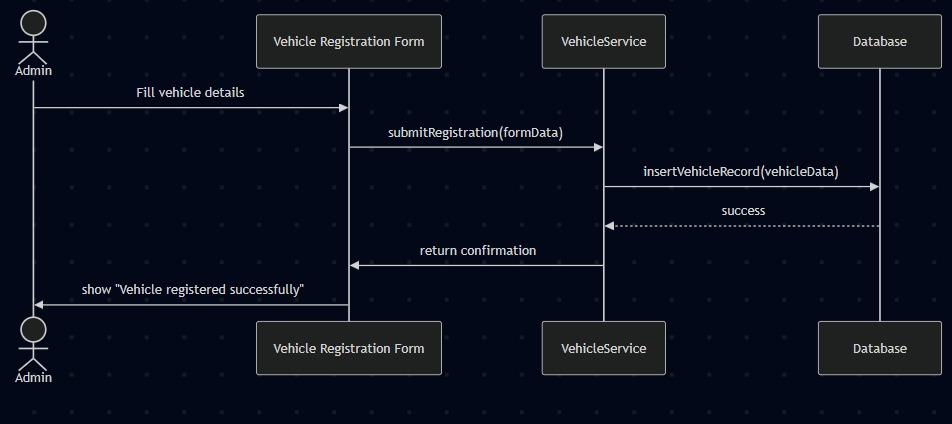 Vehicle Registration Form
VehicleService
Database
Admin
Fill vehicle details
submitRegistration(formData)
insertVehicleRecord(vehicleData)
success
return confirmation
show "Vehicle registered successfully"
Vehicle Registration Form
VehicleService
Database
Admin